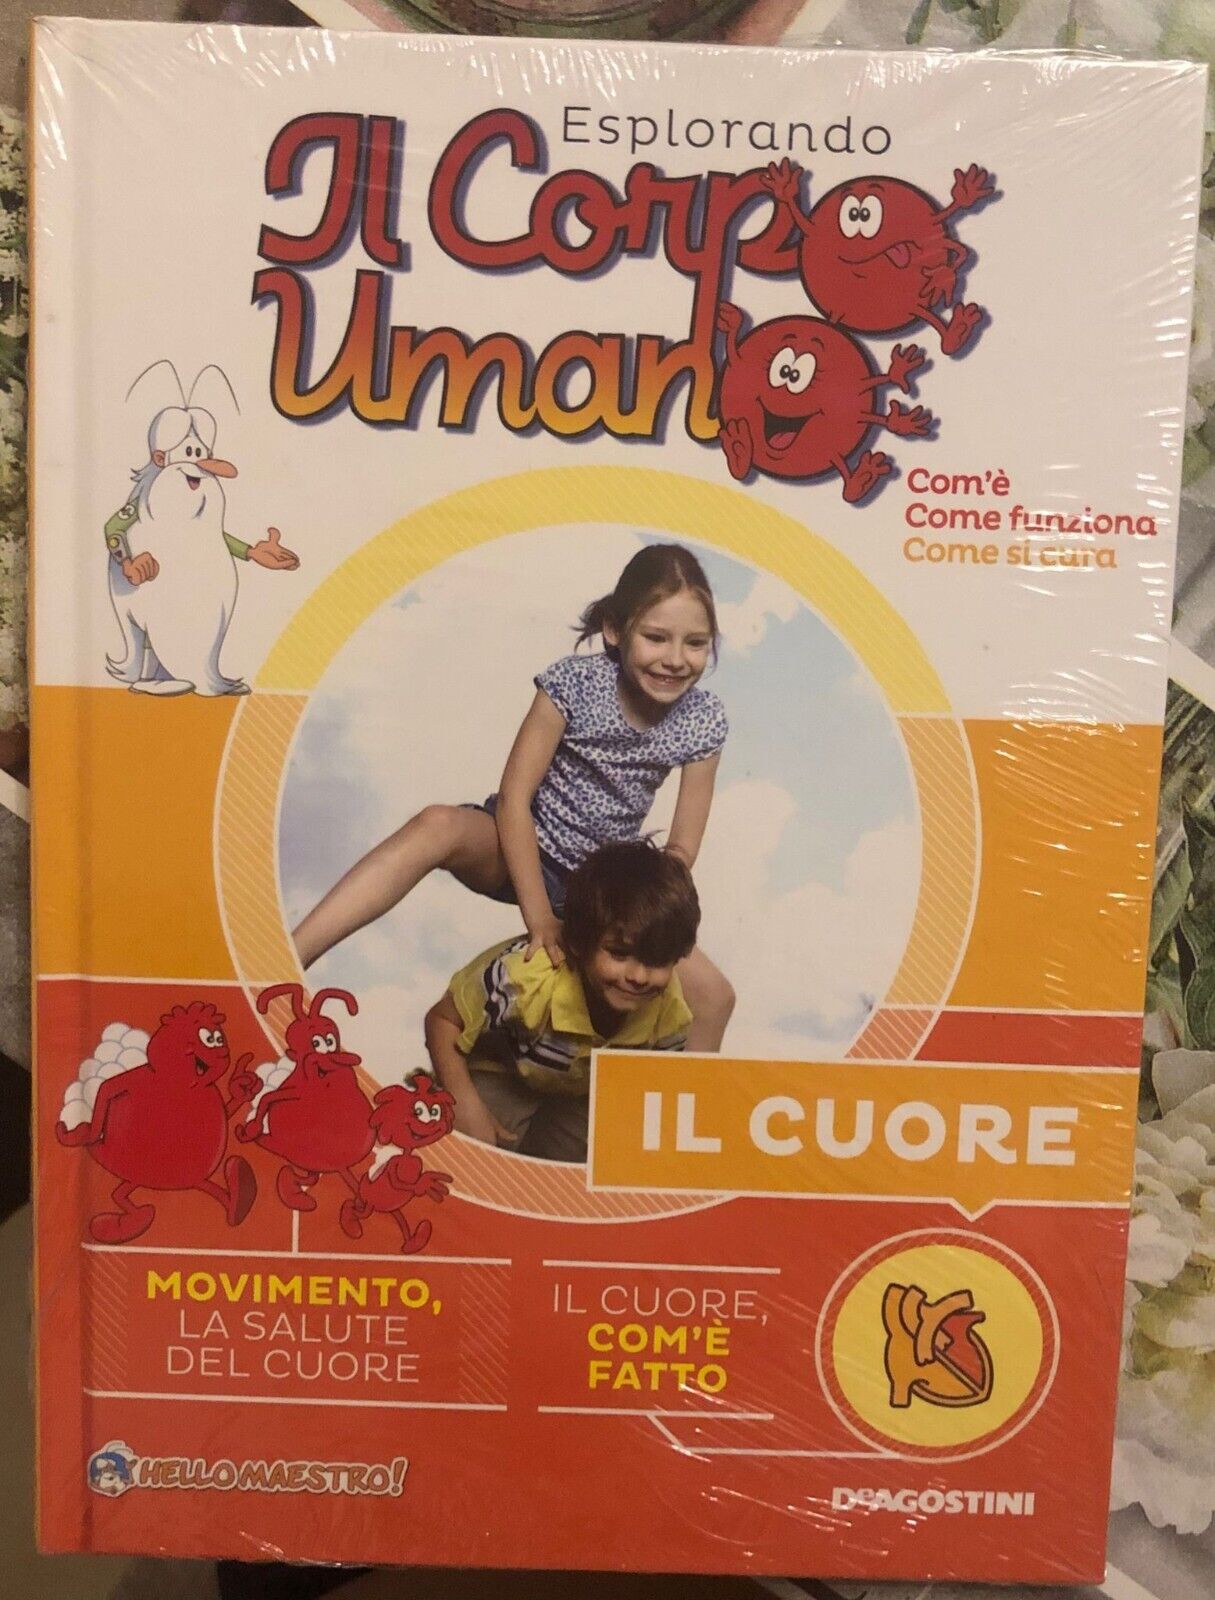 Esplorando
Il Corpo
Umano
Com'è
Come funziona
Come si cura
IL CUORE
MOVIMENTO,
LA SALUTE
DEL CUORE
IL CUORE,
COM'È
FATTO
HELLO MAESTRO!
DeAGOSTINI